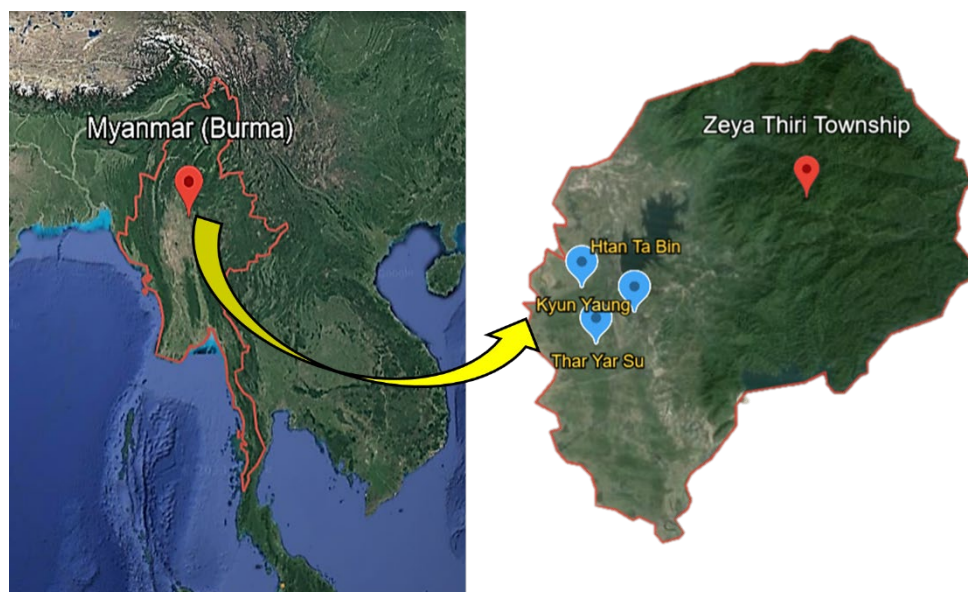 Myanmar (Burma)
Zeya Thiri Township
Htan Ta Bin
Kyun Yaung
Thar Yar Su